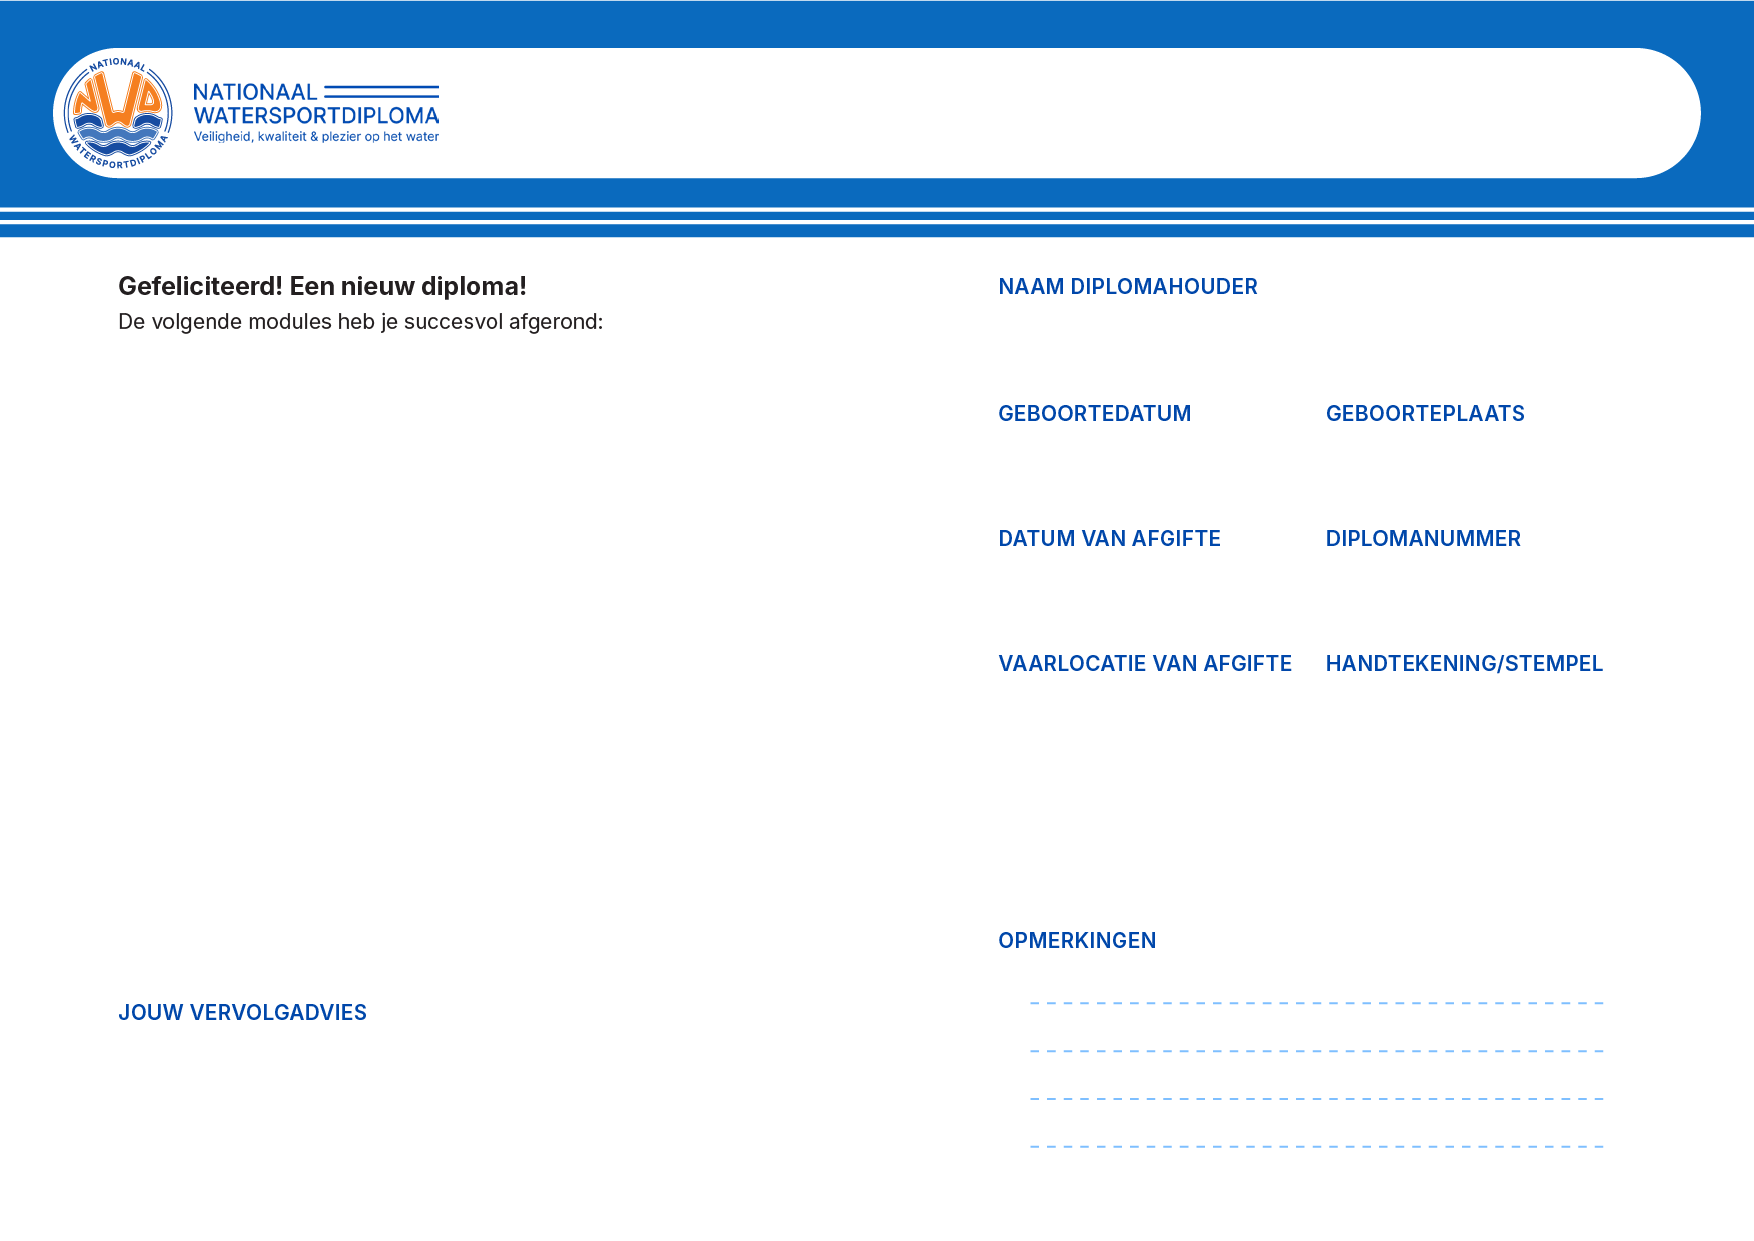 NATIONAAL
NWD
WATERSPORTDIPLOMA
NATIONAAL
WATERSPORTDIPLOMA
Veiligheid, kwaliteit & plezier op het water
Gefeliciteerd! Een nieuw diploma!
De volgende modules heb je succesvol afgerond:
NAAM DIPLOMAHOUDER
GEBOORTEDATUM GEBOORTEPLAATS
DATUM VAN AFGIFTE DIPLOMANUMMER
VAARLOCATIE VAN AFGIFTE HANDTEKENING/STEMPEL
OPMERKINGEN
JOUW VERVOLGADVIES